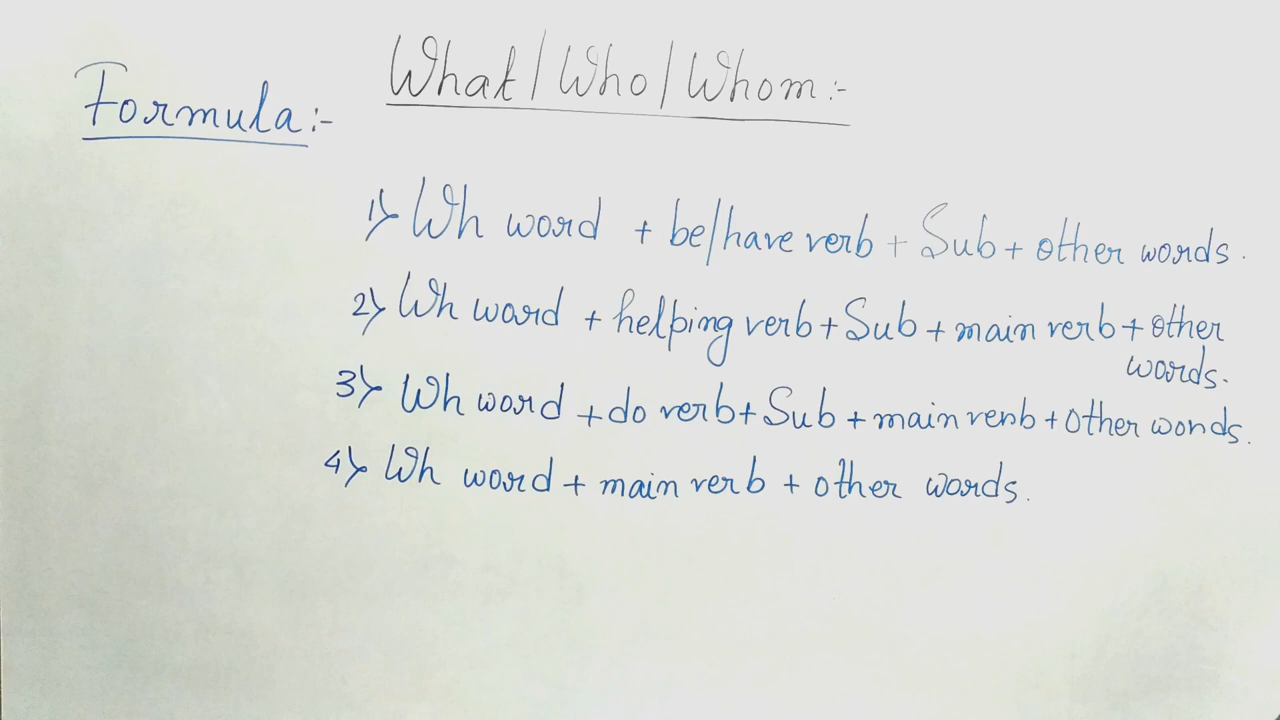 What/Who/Whom:-
Formula:-
1) Wh word + be/have verb + Sub + other words.
2) Wh word + helping verb + Sub + main verb + other
words.
3) Wh word + do verb + Sub + main verb + other words.
4) Wh word + main verb + other words.